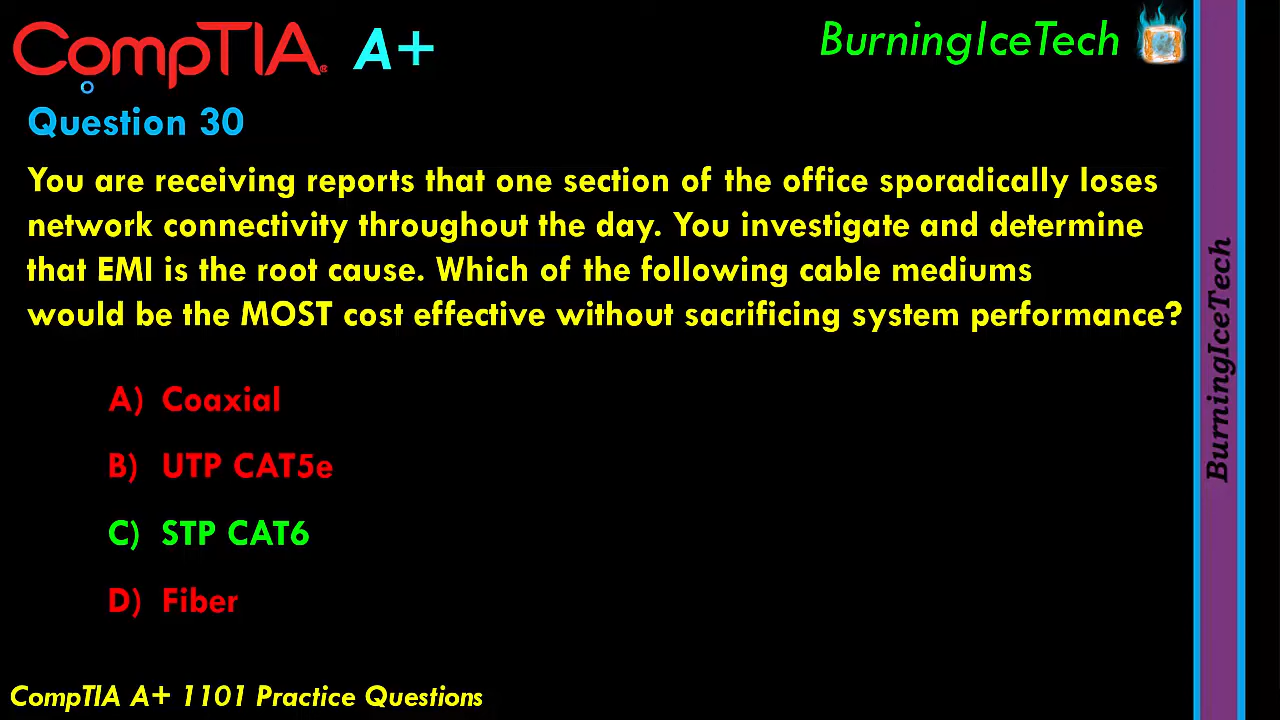 CompTIA® A+
BurningIceTech
Question 30
You are receiving reports that one section of the office sporadically loses
network connectivity throughout the day. You investigate and determine
that EMI is the root cause. Which of the following cable mediums
would be the MOST cost effective without sacrificing system performance?
A) Coaxial
B) UTP CAT5e
C) STP CAT6
D) Fiber
CompTIA A+ 1101 Practice Questions
BurningIceTech